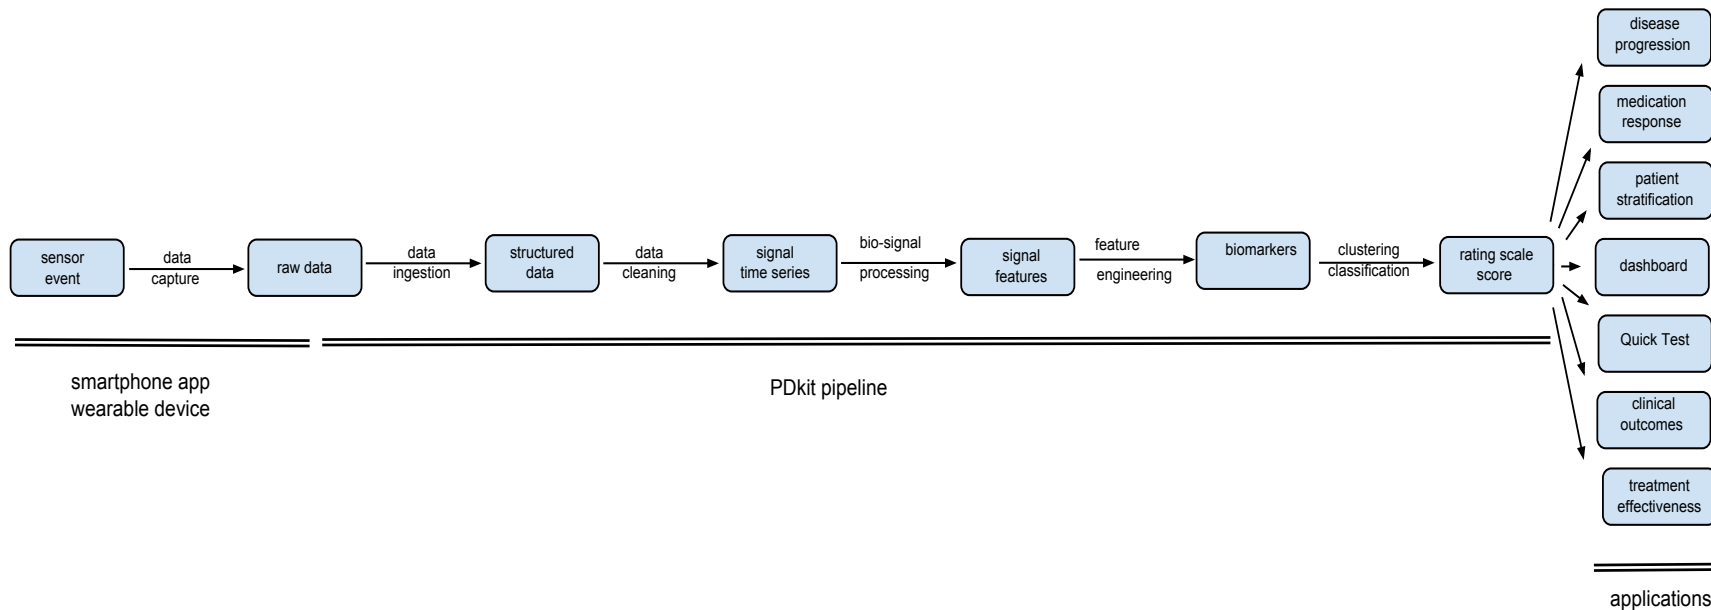 disease
progression
medication
response
patient
stratification
sensor
event
data
capture
raw data
data
ingestion
structured
data
data
cleaning
signal
time series
bio-signal
processing
signal
features
feature
engineering
biomarkers
clustering
classification
rating scale
score
dashboard
Quick Test
clinical
outcomes
treatment
effectiveness
smartphone app
wearable device
PDkit pipeline
applications